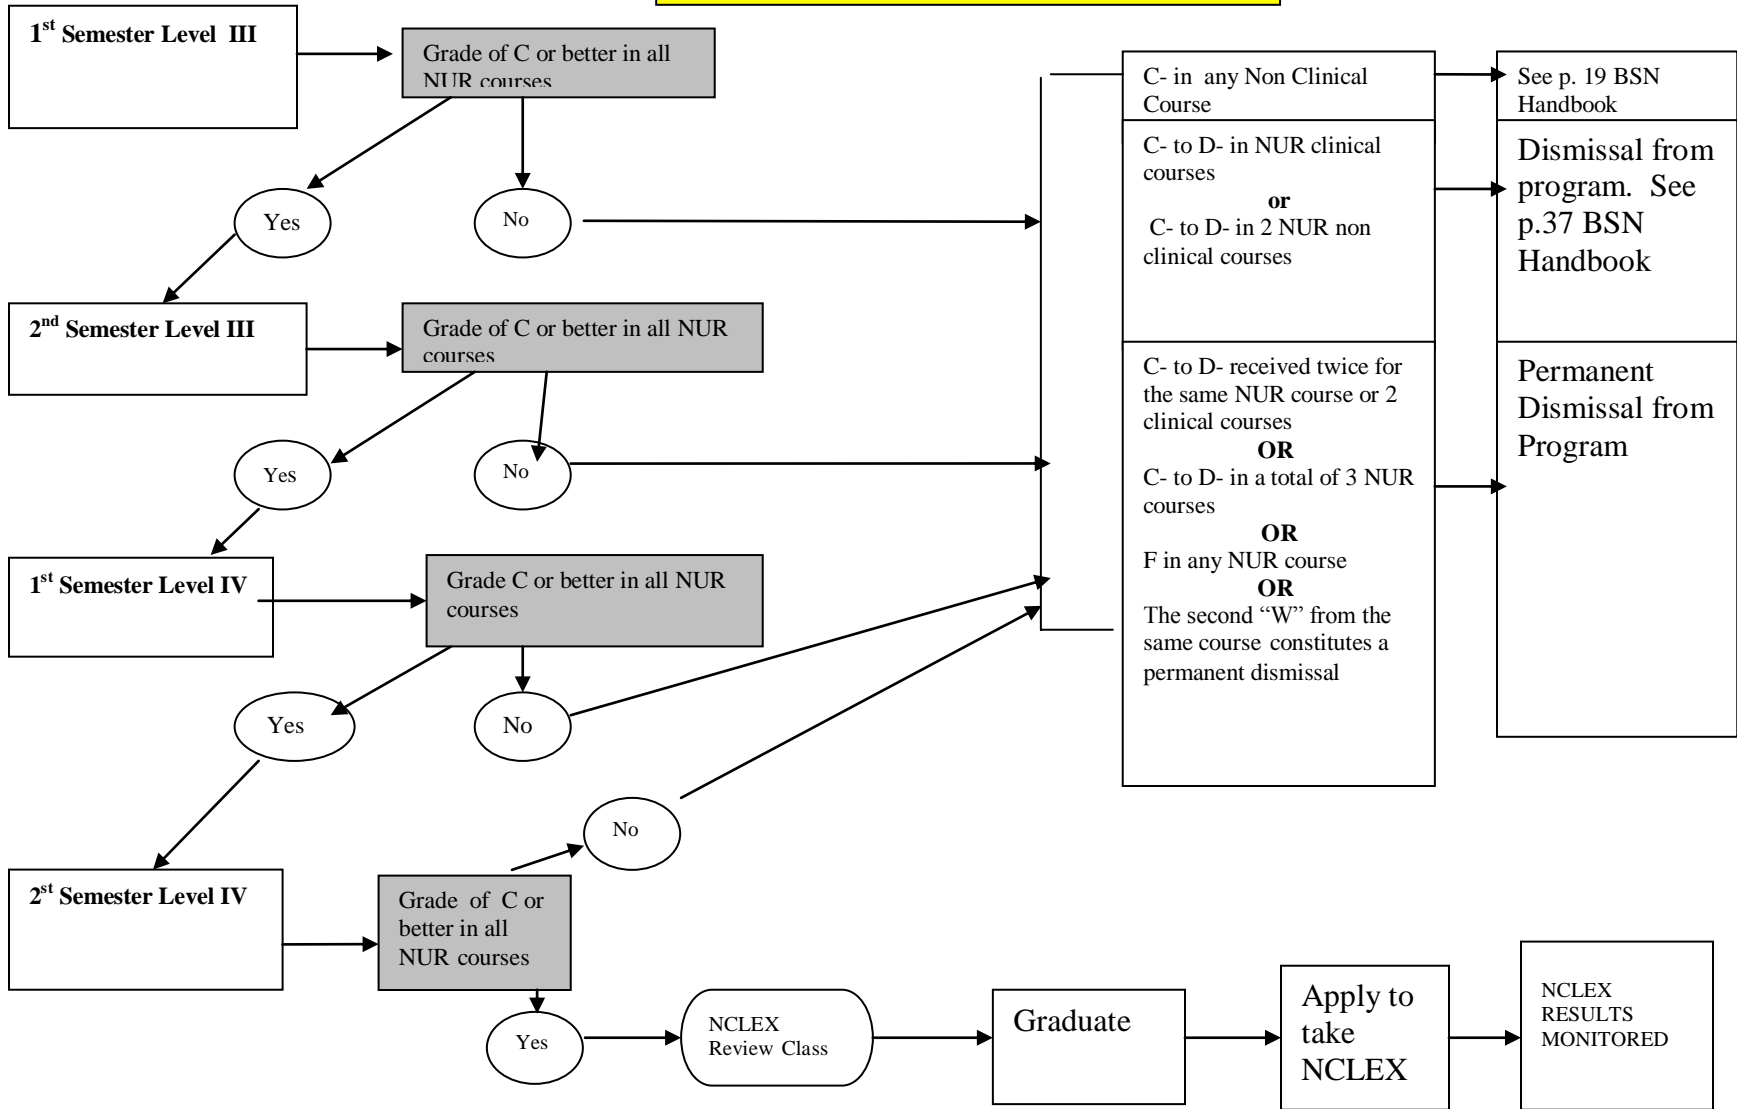 1st Semester Level III
Grade of C or better in all
NUR courses
Yes
No
2nd Semester Level III
Grade of C or better in all NUR
courses
Yes
No
1st Semester Level IV
Grade C or better in all NUR
courses
Yes
No
2st Semester Level IV
Grade of C or
better in all
NUR courses
No
Yes
NCLEX
Review Class
Graduate
Apply to
take
NCLEX
NCLEX
RESULTS
MONITORED
C- in any Non Clinical
Course
See p. 19 BSN
Handbook
C- to D- in NUR clinical
courses
or
C- to D- in 2 NUR non
clinical courses
Dismissal from
program. See
p.37 BSN
Handbook
C- to D- received twice for
the same NUR course or 2
clinical courses
OR
C- to D- in a total of 3 NUR
courses
OR
F in any NUR course
OR
The second “W” from the
same course constitutes a
permanent dismissal
Permanent
Dismissal from
Program